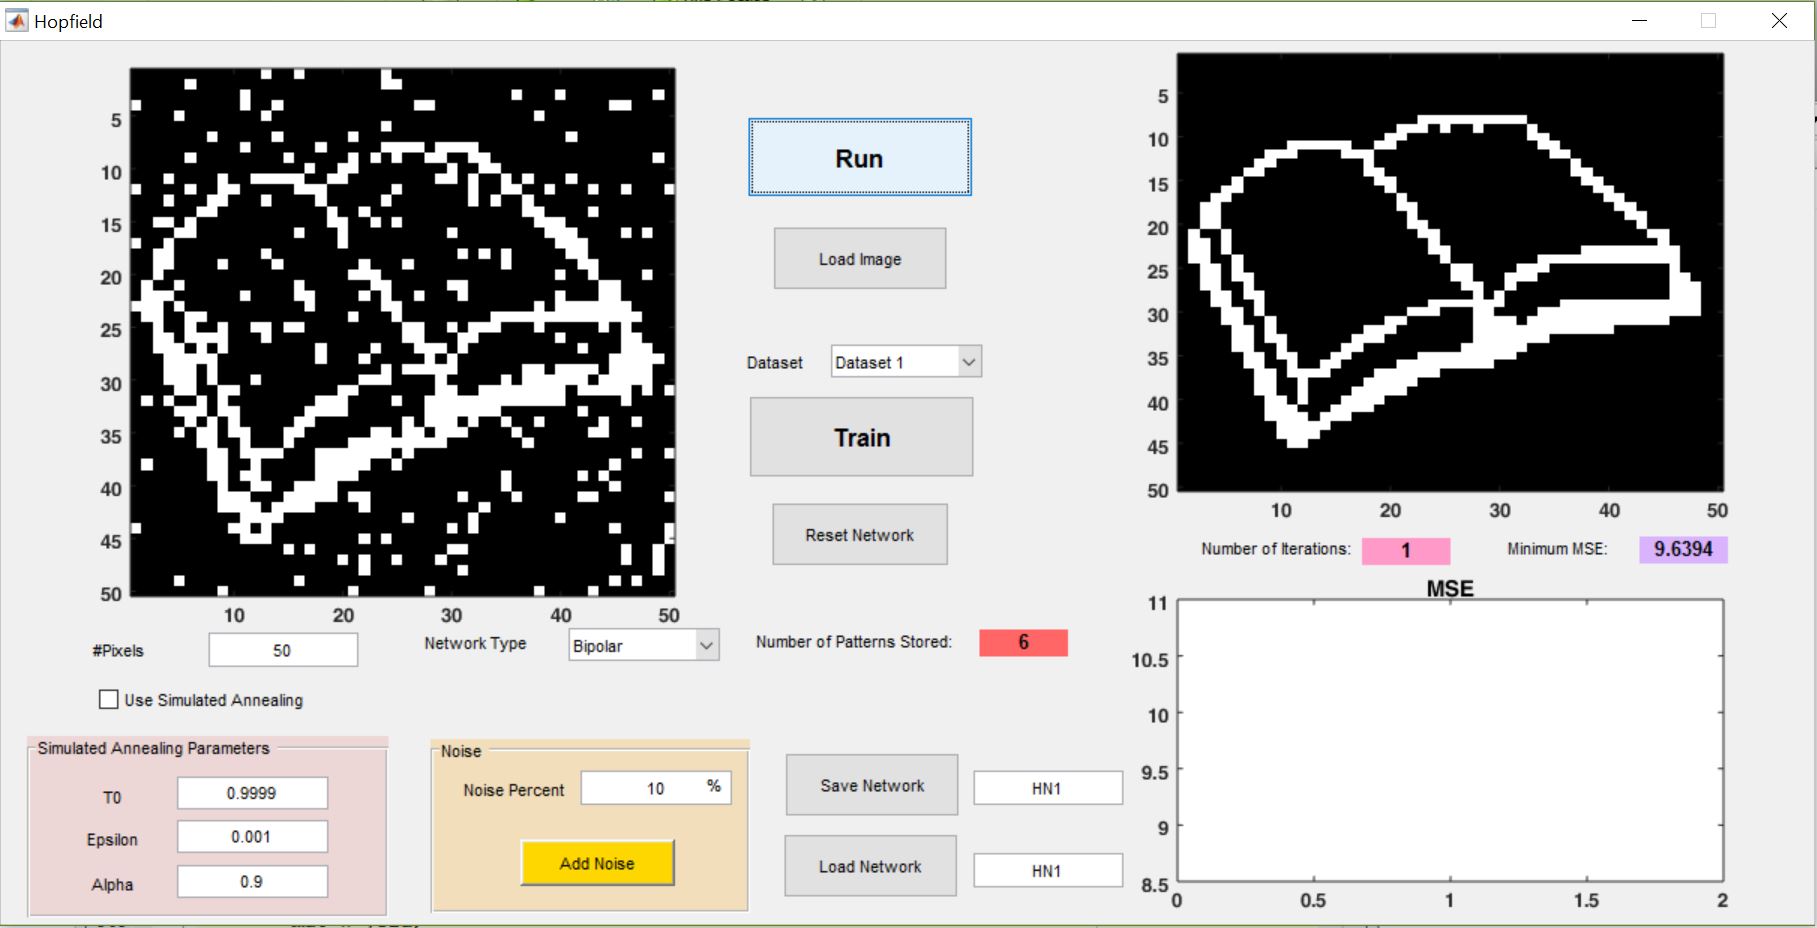 Hopfield
5
10
15
20
25
30
35
40
45
50
10 20 30 40 50
Run
Load Image
Dataset Dataset 1
Train
Reset Network
5
10
15
20
25
30
35
40
45
50
10 20 30 40 50
Number of Iterations: 1 Minimum MSE: 9.6394
#Pixels 50 Network Type Bipolar Number of Patterns Stored: 6
Use Simulated Annealing
Simulated Annealing Parameters
T0 0.9999
Epsilon 0.001
Alpha 0.9
Noise
Noise Percent 10 %
Add Noise
Save Network HN1
Load Network HN1
MSE
11
10.5
10
9.5
9
8.5
0 0.5 1 1.5 2